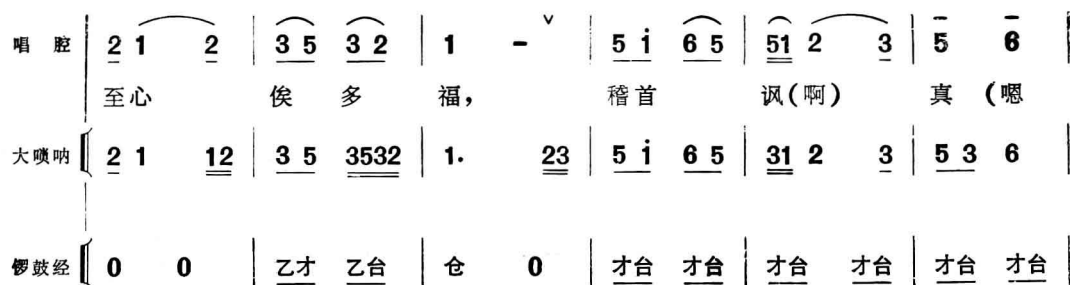 唱腔 2 1 2 | 3 5 3 2 | 1 - | 5 i 6 5 | 51 2 3 | 5 6 |
至心 俟 多 福， 稽首 讽(啊) 真 (嗯
大唢呐 2 1 12 | 3 5 3532 | 1. 23 | 5 i 6 5 | 31 2 3 | 5 3 6 |
锣鼓经 0 0 | 乙才 乙台 | 仓 0 | 才台 才台 | 才台 才台 | 才台 才台 |